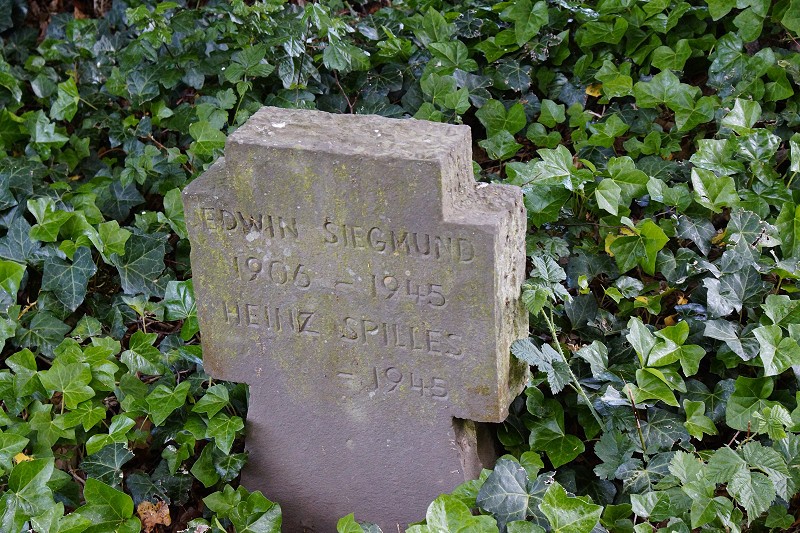 EDWIN SIEGMUND
1906 – 1945
HEINZ SPILLES
– 1945